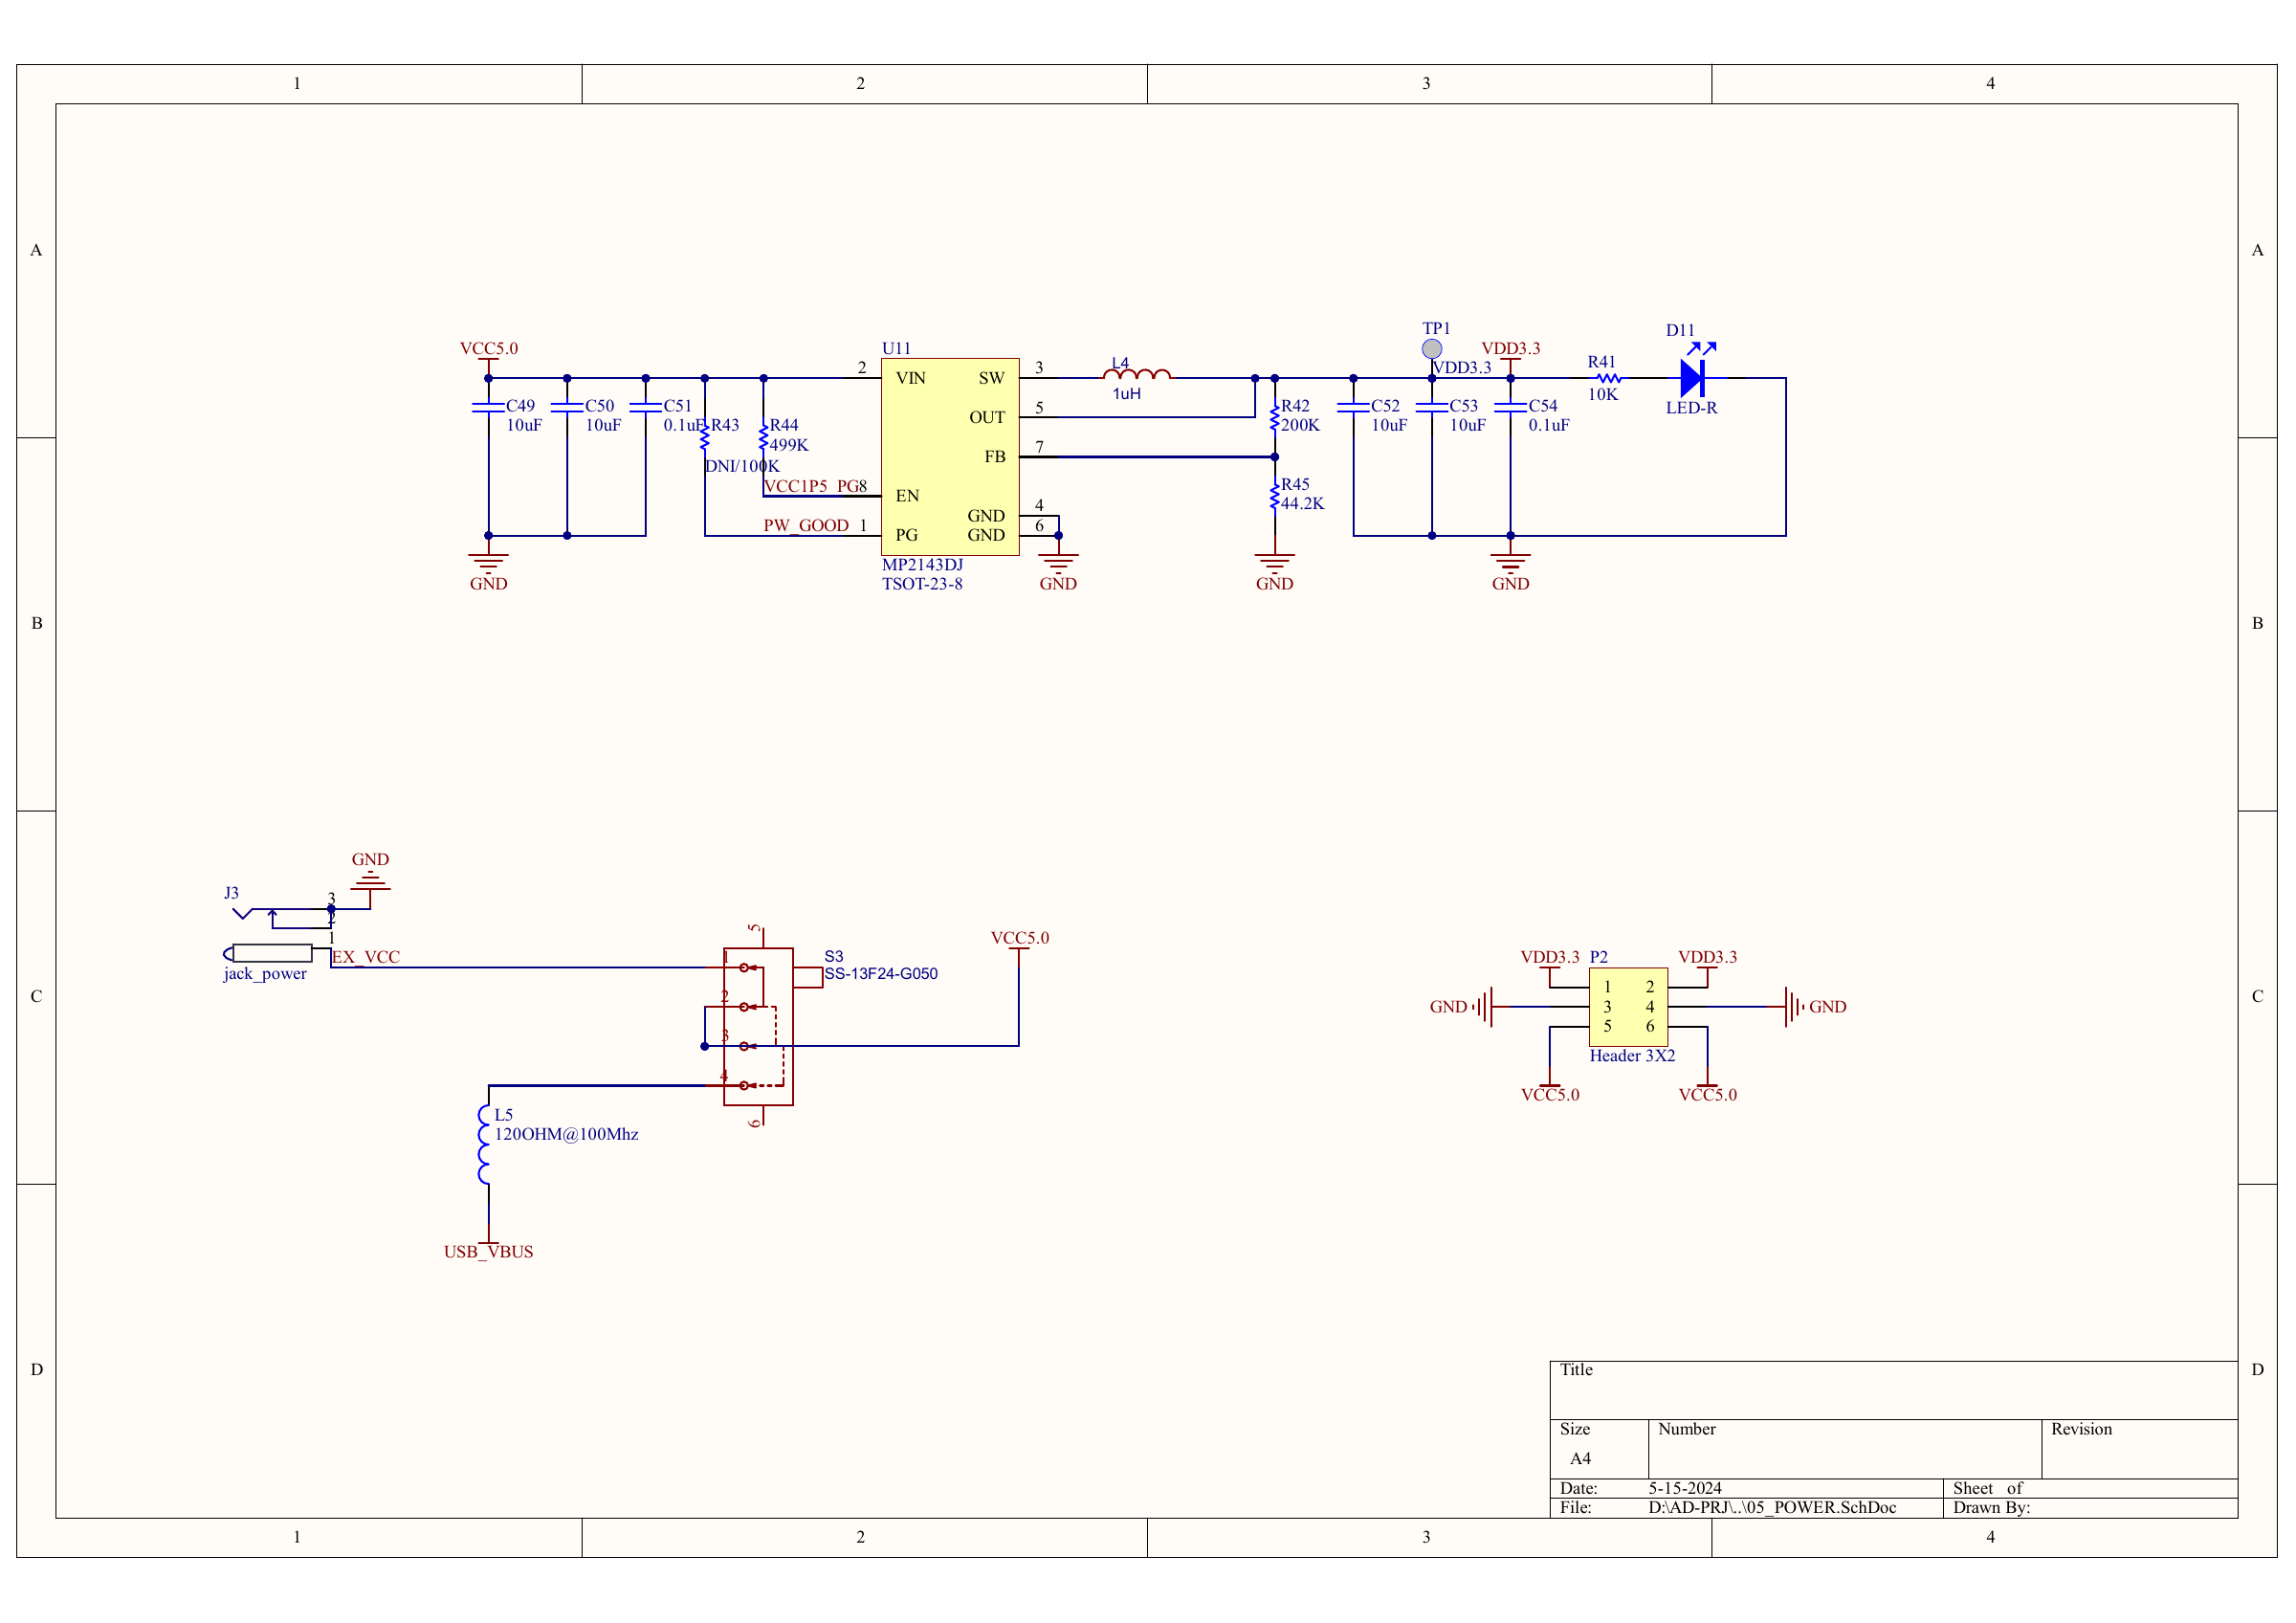 1 2 3 4
A A
B B
C C
D D
1 2 3 4
VCC5.0
C49
10uF
C50
10uF
C51
0.1uF
R43
DNI/100K
R44
499K
VCC1P5_PG
PW_GOOD
U11
2 VIN
8 EN
1 PG
SW 3
OUT 5
FB 7
GND 4
GND 6
MP2143DJ
TSOT-23-8
GND
GND
L4
1uH
R42
200K
R45
44.2K
GND
C52
10uF
TP1
VDD3.3
C53
10uF
VDD3.3
C54
0.1uF
GND
R41
10K
D11
LED-R
GND
J3
3
2
1
jack_power
EX_VCC
5
1
2
3
4
6
S3
SS-13F24-G050
VCC5.0
L5
120OHM@100Mhz
USB_VBUS
VDD3.3 P2 VDD3.3
1 2
GND 3 4 GND
5 6
Header 3X2
VCC5.0 VCC5.0
Title
Size Number Revision
A4
Date: 5-15-2024 Sheet of
File: D:\AD-PRJ\..\05_POWER.SchDoc Drawn By: